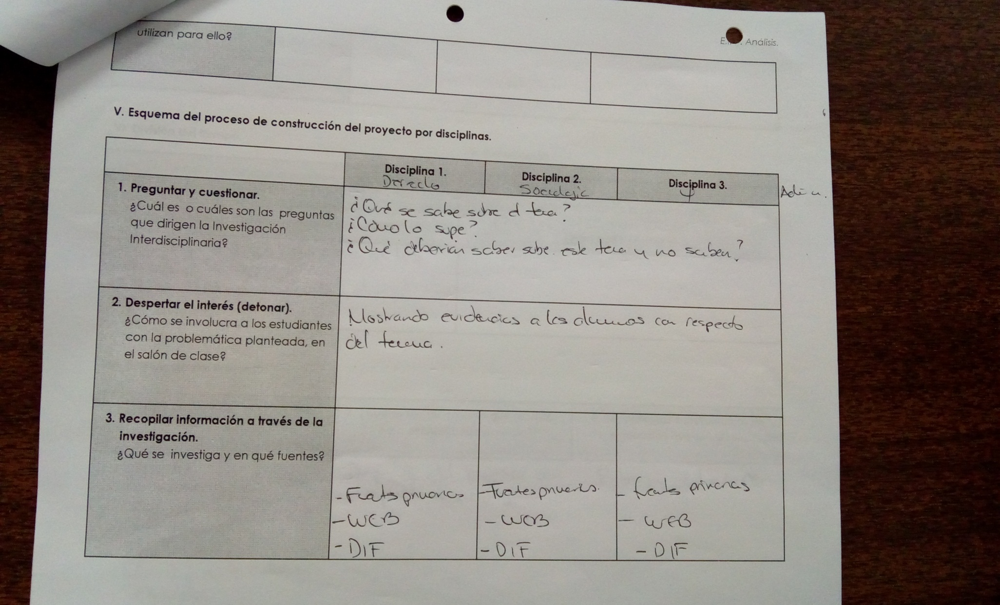 utilizan para ello?
Análisis.
V. Esquema del proceso de construcción del proyecto por disciplinas.
Disciplina 1. Disciplina 2. Disciplina 3.
Derecho Sociologia
1. Preguntar y cuestionar.
¿Cuál es o cuáles son las preguntas
que dirigen la Investigación
Interdisciplinaria?
¿Qué se sabe sobre el tema?
¿Cómo lo supe?
¿Qué deberían saber sobre este tema y no saben?
2. Despertar el interés (detonar).
¿Cómo se involucra a los estudiantes
con la problemática planteada, en
el salón de clase?
Mostrando evidencias a los alumnos con respecto
del tema.
3. Recopilar información a través de la
investigación.
¿Qué se investiga y en qué fuentes?
- Fuentes primarias - Fuentes primarias. - fuentes primarias
- WEB - WEB - WEB
- DIF - DIF - DIF